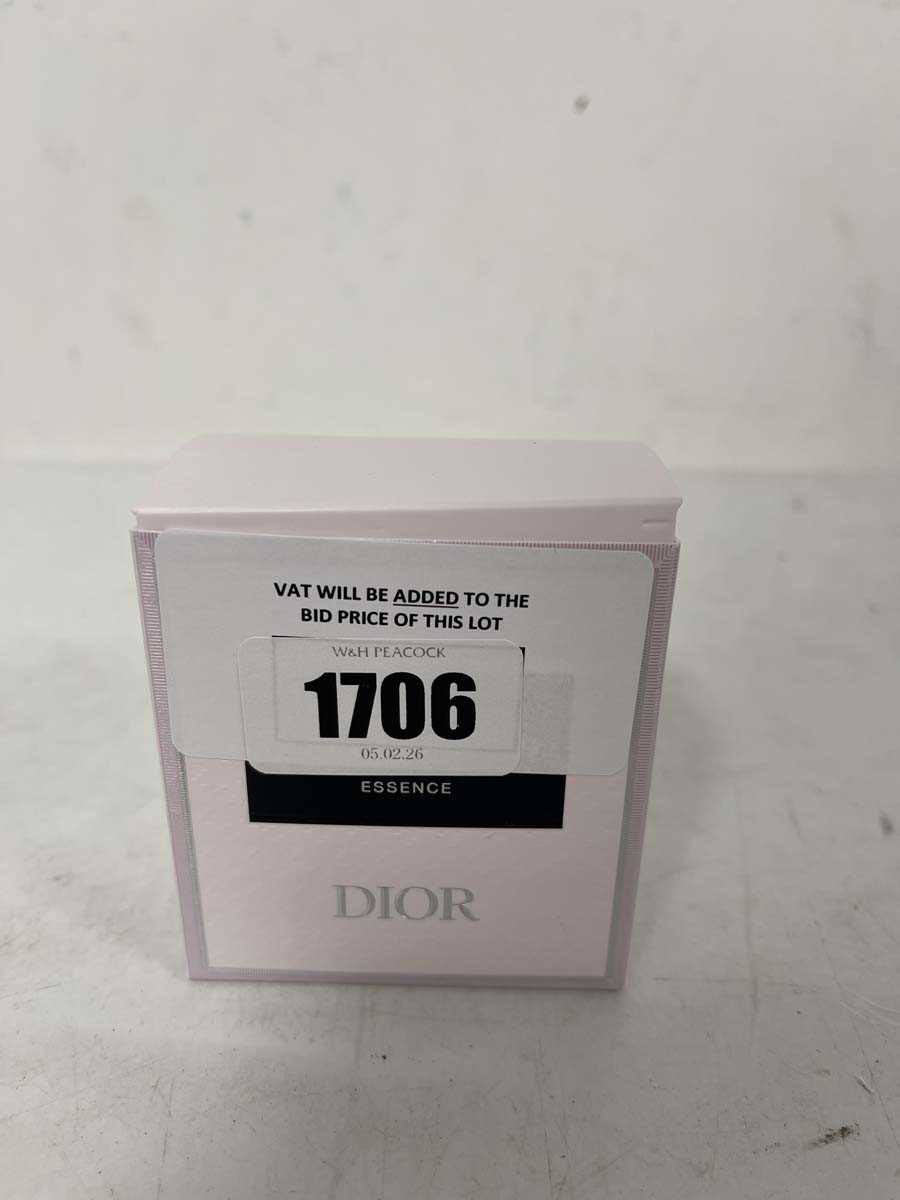 VAT WILL BE ADDED TO THE
BID PRICE OF THIS LOT
W&H PEACOCK
1706
05.02.26
ESSENCE
DIOR